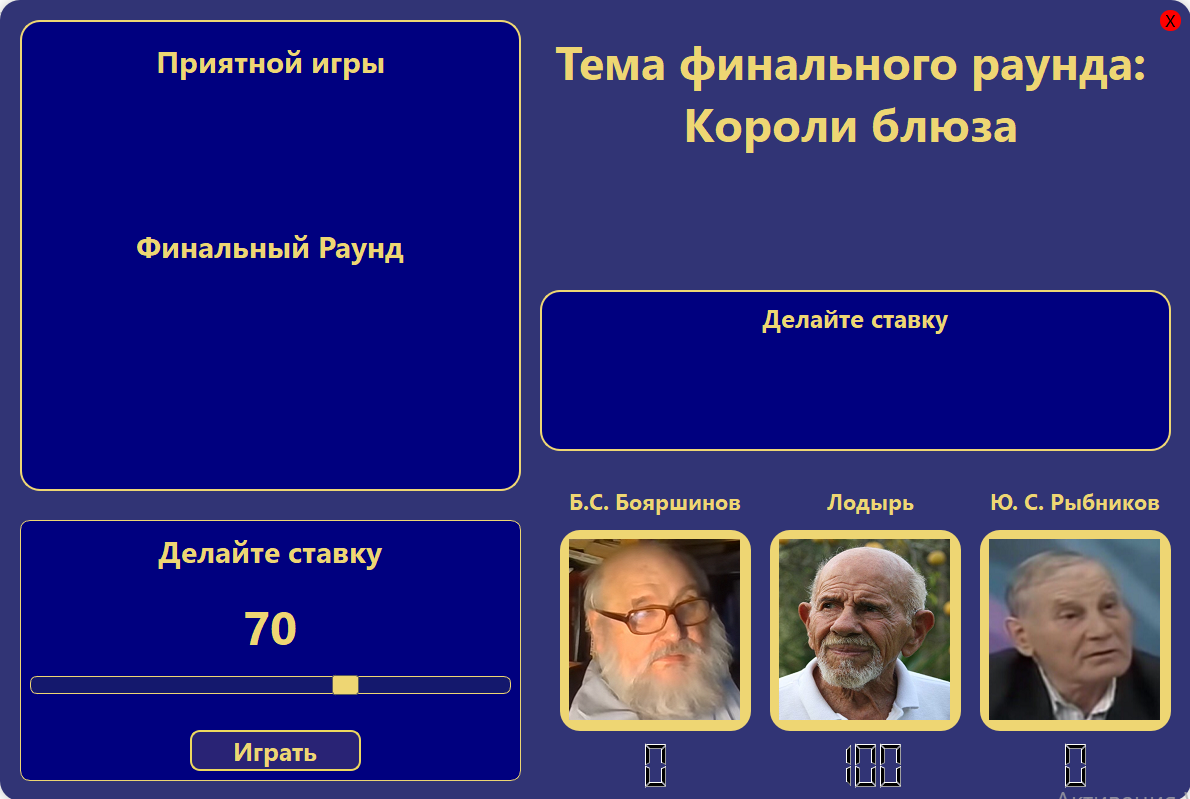 X
Приятной игры
Финальный Раунд
Тема финального раунда:
Короли блюза
Делайте ставку
Делайте ставку
70
Играть
Б.С. Бояршинов
Лодырь
Ю. С. Рыбников
0
100
0